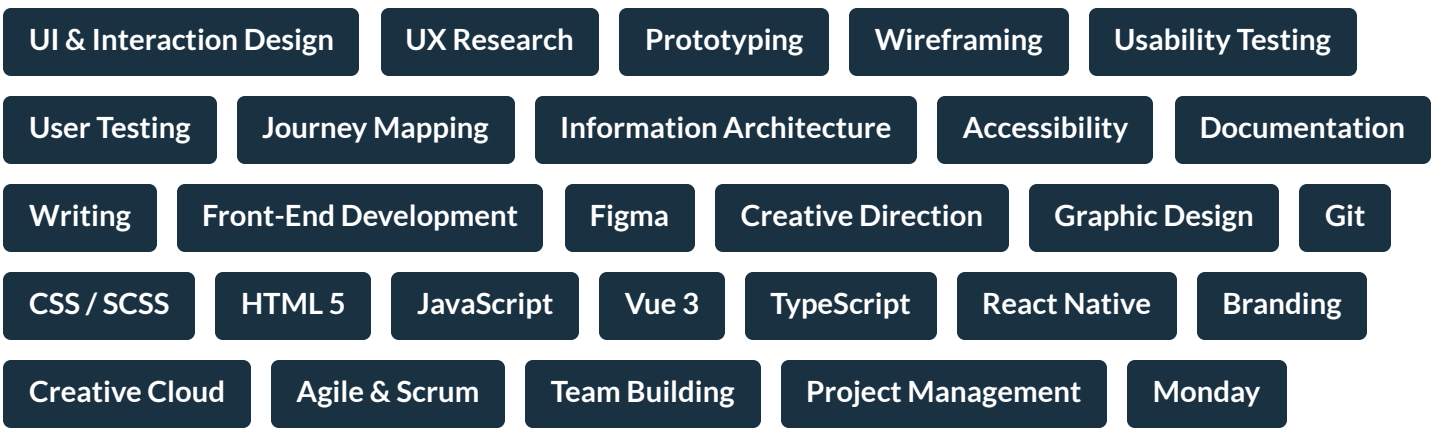 UI & Interaction Design UX Research Prototyping Wireframing Usability Testing
User Testing Journey Mapping Information Architecture Accessibility Documentation
Writing Front-End Development Figma Creative Direction Graphic Design Git
CSS / SCSS HTML 5 JavaScript Vue 3 TypeScript React Native Branding
Creative Cloud Agile & Scrum Team Building Project Management Monday